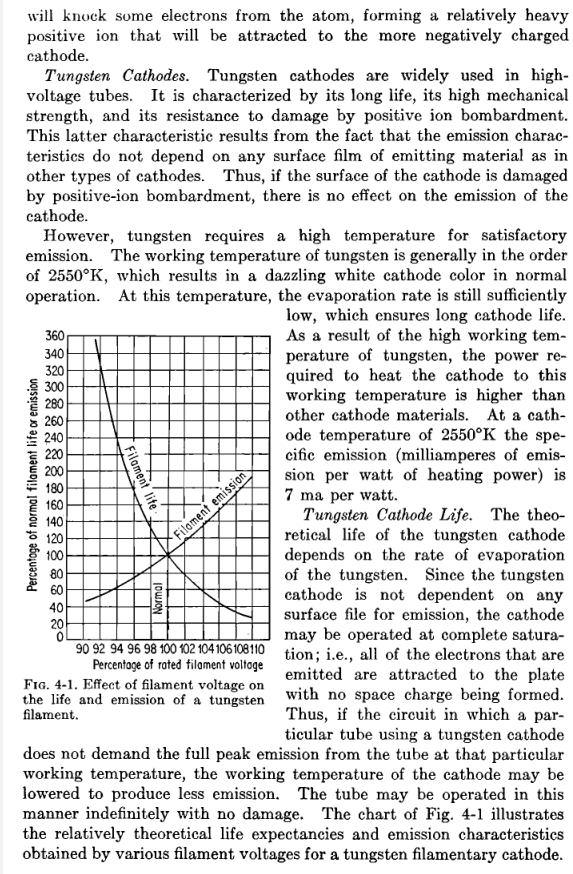 will knock some electrons from the atom, forming a relatively heavy
positive ion that will be attracted to the more negatively charged
cathode.
Tungsten Cathodes. Tungsten cathodes are widely used in high-
voltage tubes. It is characterized by its long life, its high mechanical
strength, and its resistance to damage by positive ion bombardment.
This latter characteristic results from the fact that the emission charac-
teristics do not depend on any surface film of emitting material as in
other types of cathodes. Thus, if the surface of the cathode is damaged
by positive-ion bombardment, there is no effect on the emission of the
cathode.
However, tungsten requires a high temperature for satisfactory
emission. The working temperature of tungsten is generally in the order
of 2550°K, which results in a dazzling white cathode color in normal
operation. At this temperature, the evaporation rate is still sufficiently
low, which ensures long cathode life.
As a result of the high working tem-
perature of tungsten, the power re-
quired to heat the cathode to this
working temperature is higher than
other cathode materials. At a cath-
ode temperature of 2550°K the spe-
cific emission (milliamperes of emis-
sion per watt of heating power) is
7 ma per watt.
Tungsten Cathode Life. The theo-
retical life of the tungsten cathode
depends on the rate of evaporation
of the tungsten. Since the tungsten
cathode is not dependent on any
surface file for emission, the cathode
may be operated at complete satura-
tion; i.e., all of the electrons that are
emitted are attracted to the plate
with no space charge being formed.
Thus, if the circuit in which a par-
ticular tube using a tungsten cathode
Percentage of normal filament life or emission
360
340
320
300
280
260
240
220
200
180
160
140
120
100
80
60
40
20
0
Filament life
Filament emission
Normal
90 92 94 96 98 100 102 104 106 108 110
Percentage of rated filament voltage
FIG. 4-1. Effect of filament voltage on
the life and emission of a tungsten
filament.
does not demand the full peak emission from the tube at that particular
working temperature, the working temperature of the cathode may be
lowered to produce less emission. The tube may be operated in this
manner indefinitely with no damage. The chart of Fig. 4-1 illustrates
the relatively theoretical life expectancies and emission characteristics
obtained by various filament voltages for a tungsten filamentary cathode.